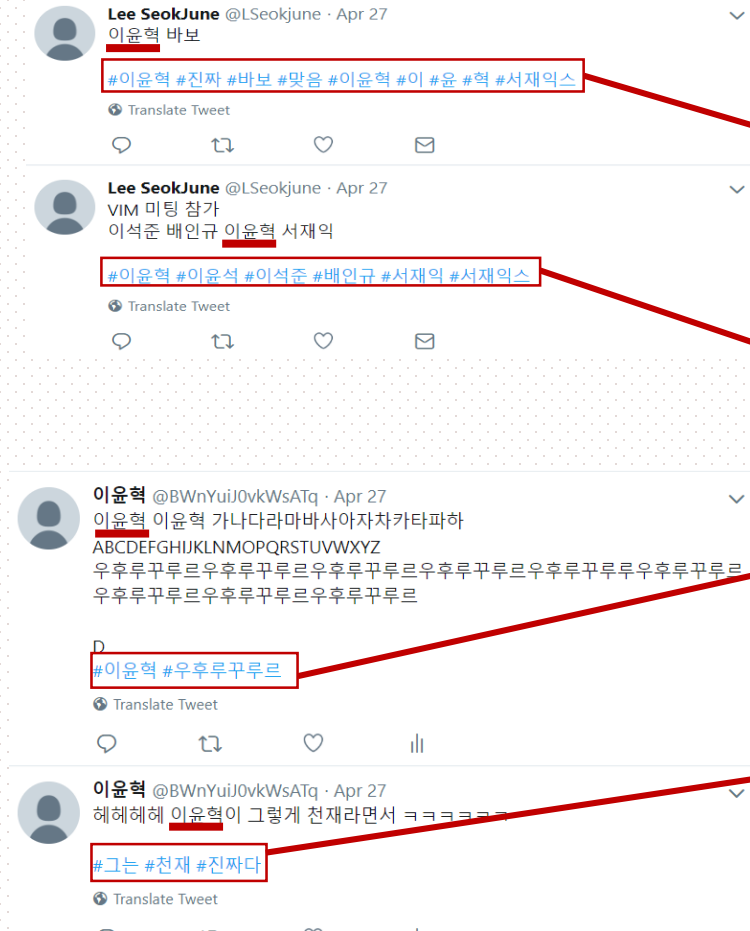 Lee SeokJune @LSeokjune · Apr 27
이윤혁 바보
#이윤혁 #진짜 #바보 #맞음 #이윤혁 #이 #윤 #혁 #서재익스
Translate Tweet
Lee SeokJune @LSeokjune · Apr 27
VIM 미팅 참가
이석준 배인규 이윤혁 서재익
#이윤혁 #이윤석 #이석준 #배인규 #서재익 #서재익스
Translate Tweet
이윤혁 @BWnYuiJ0vkWsATq · Apr 27
이윤혁 이윤혁 가나다라마바사아자차카타파하
ABCDEFGHIJKLNMOPQRSTUVWXYZ
우후루꾸루르우후루꾸루르우후루꾸루르우후루꾸루르우후루꾸루루우후루꾸루르
우후루꾸루르우후루꾸루르우후루꾸루르
D
#이윤혁 #우후루꾸루르
Translate Tweet
이윤혁 @BWnYuiJ0vkWsATq · Apr 27
헤헤헤헤 이윤혁이 그렇게 천재라면서 ㅋㅋㅋㅋㅋㅋ
#그는 #천재 #진짜다
Translate Tweet